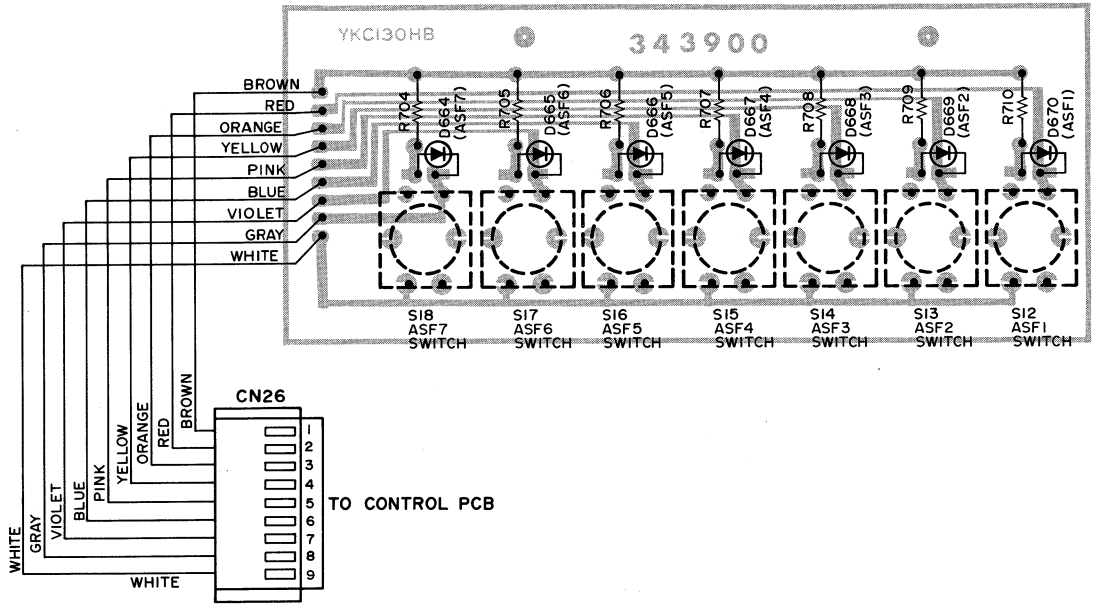 YKC130HB
343900
BROWN
RED
ORANGE
YELLOW
PINK
BLUE
VIOLET
GRAY
WHITE
R704
D664
(ASF7)
R705
D665
(ASF6)
R706
D666
(ASF5)
R707
D667
(ASF4)
R708
D668
(ASF3)
R709
D669
(ASF2)
R710
D670
(ASF1)
S18
ASF7
SWITCH
S17
ASF6
SWITCH
S16
ASF5
SWITCH
S15
ASF4
SWITCH
S14
ASF3
SWITCH
S13
ASF2
SWITCH
S12
ASF1
SWITCH
CN26
1
2
3
4
5
6
7
8
9
TO CONTROL PCB
WHITE
GRAY
VIOLET
BLUE
PINK
YELLOW
ORANGE
RED
BROWN
WHITE